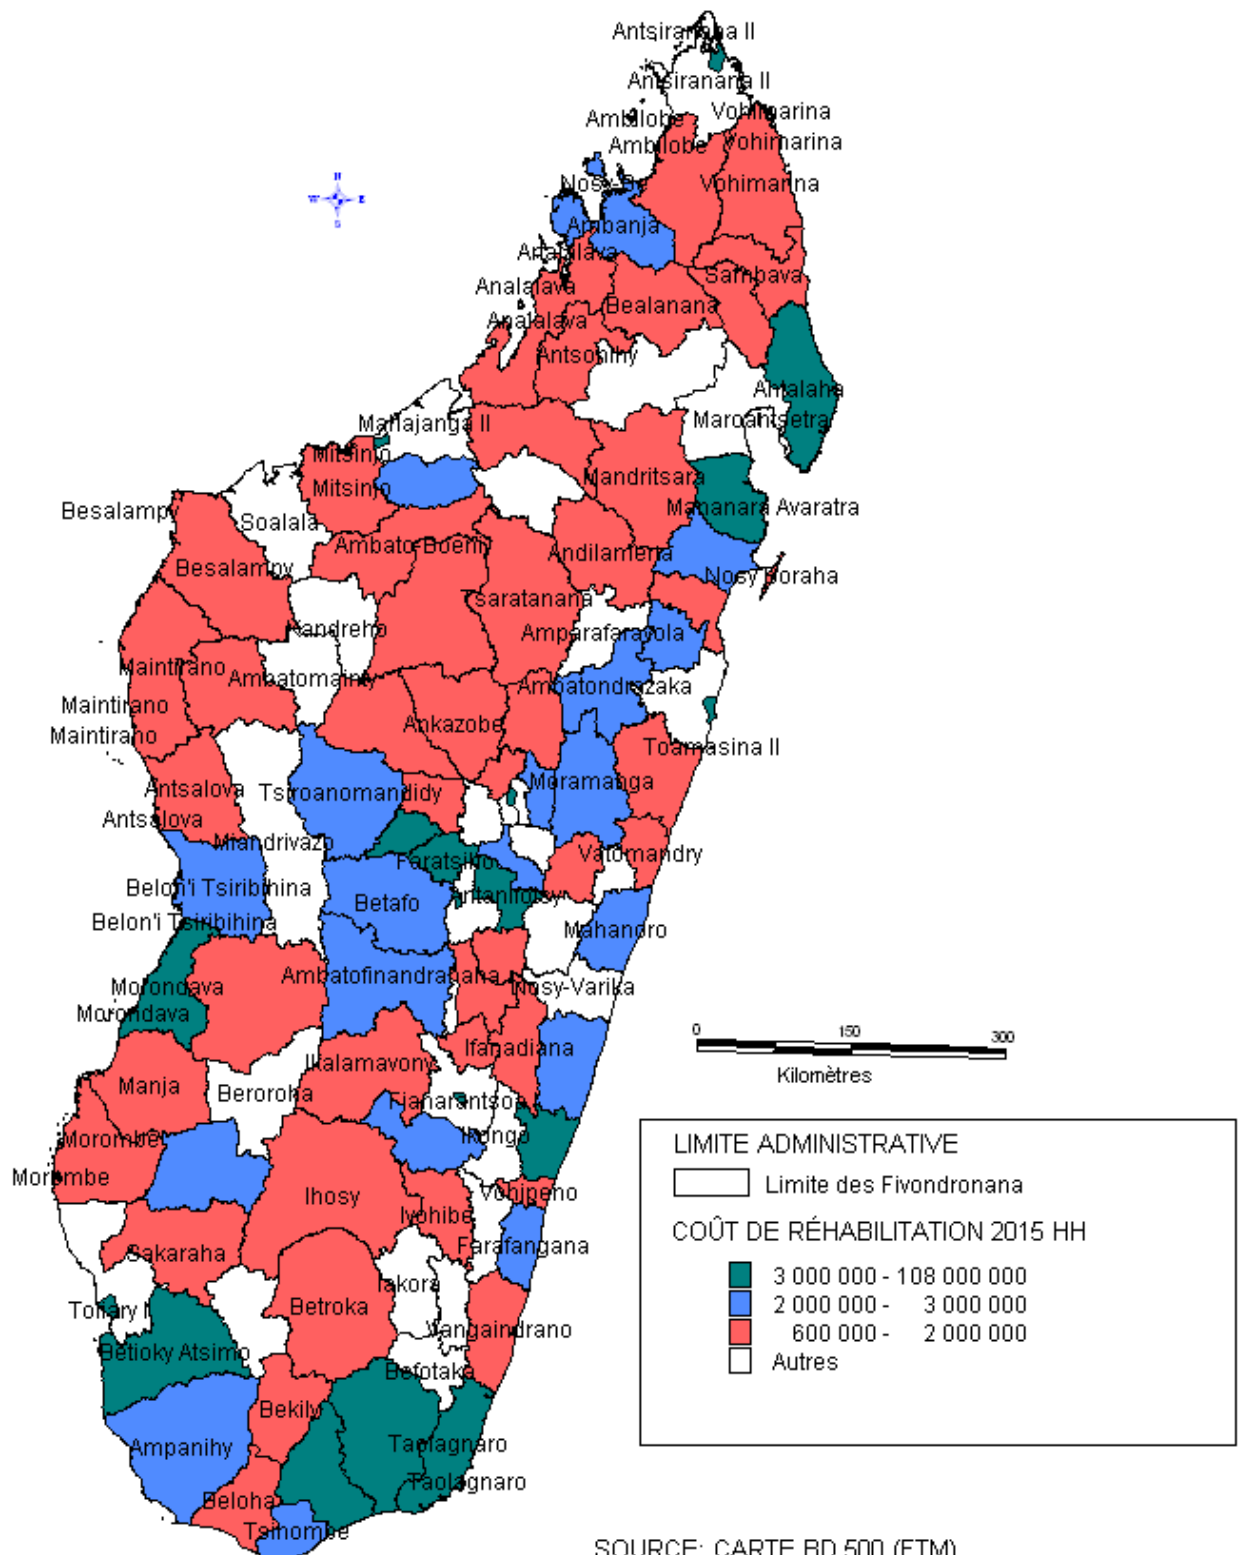 Antsiranana II
Antsiranana II
Vohimarina
Ambilobe
Ambilobe
Vohimarina
Nosy-Be
Vohimarina
Ambanja
Analalava
Sambava
Analalava
Bealanana
Analalava
Antsohihy
Antalaha
Mahajanga II
Maroantsetra
Mitsinjo
Mandritsara
Mitsinjo
Mananara Avaratra
Besalampy
Soalala
Ambato-Boeni
Andilamena
Besalampy
Nosy Boraha
Tsaratanana
Kandreho
Amparafaravola
Maintirano
Ambatomainty
Ambatondrazaka
Maintirano
Ankazobe
Maintirano
Toamasina II
Antsalova
Tsiroanomandidy
Moramanga
Antsalova
Miandrivazo
Faratsiho
Vatomandry
Belon'i Tsiribihina
Betafo
Antanifotsy
Belon'i Tsiribihina
Mahandro
Ambatofinandrahana
Morondava
Nosy-Varika
Morondava
Ifanadiana
Ikalamavony
Manja
Beroroha
Fianarantsoa I
Morombe
Ikongo
Morombe
Ihosy
Vohipeno
Ivohibe
Sakaraha
Farafangana
Iakora
Toliary I
Betroka
Vangaindrano
Betioky Atsimo
Befotaka
Bekily
Ampanihy
Taolagnaro
Taolagnaro
Beloha
Tsihombe
N
W E
S
0 150 300
Kilomètres
LIMITE ADMINISTRATIVE
Limite des Fivondronana
COÛT DE RÉHABILITATION 2015 HH
3 000 000 - 108 000 000
2 000 000 - 3 000 000
600 000 - 2 000 000
Autres
SOURCE: CARTE BD 500 (FTM)